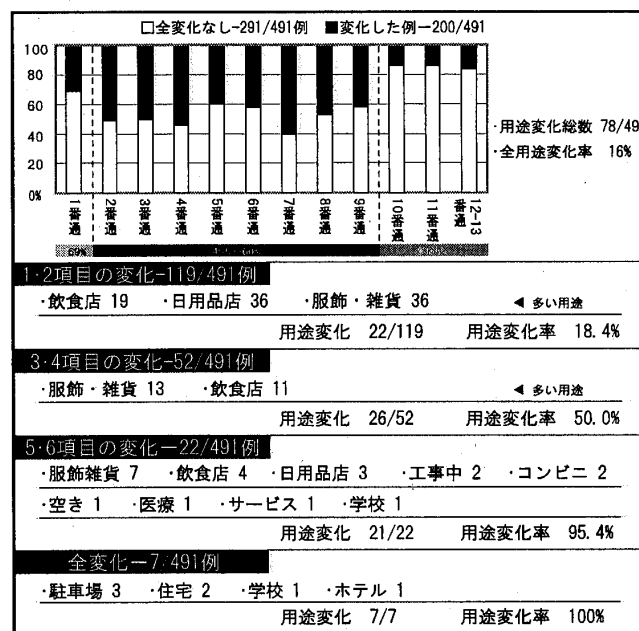 □全変化なし-291/491例 ■変化した例ー200/491
100
80
60
40
20
0%
・用途変化総数 78/49
・全用途変化率 16%
1番通 2番通 3番通 4番通 5番通 6番通 7番通 8番通 9番通 10番通 11番通 12-13番通
69%
1・2項目の変化-119/491例
・飲食店 19 ・日用品店 36 ・服飾・雑貨 36 ◀ 多い用途
用途変化 22/119 用途変化率 18.4%
3・4項目の変化-52/491例
・服飾・雑貨 13 ・飲食店 11 ◀ 多い用途
用途変化 26/52 用途変化率 50.0%
5・6項目の変化ー22/491例
・服飾雑貨 7 ・飲食店 4 ・日用品店 3 ・工事中 2 ・コンビニ 2
・空き 1 ・医療 1 ・サービス 1 ・学校 1
用途変化 21/22 用途変化率 95.4%
全変化ー7/491例
・駐車場 3 ・住宅 2 ・学校 1 ・ホテル 1
用途変化 7/7 用途変化率 100%